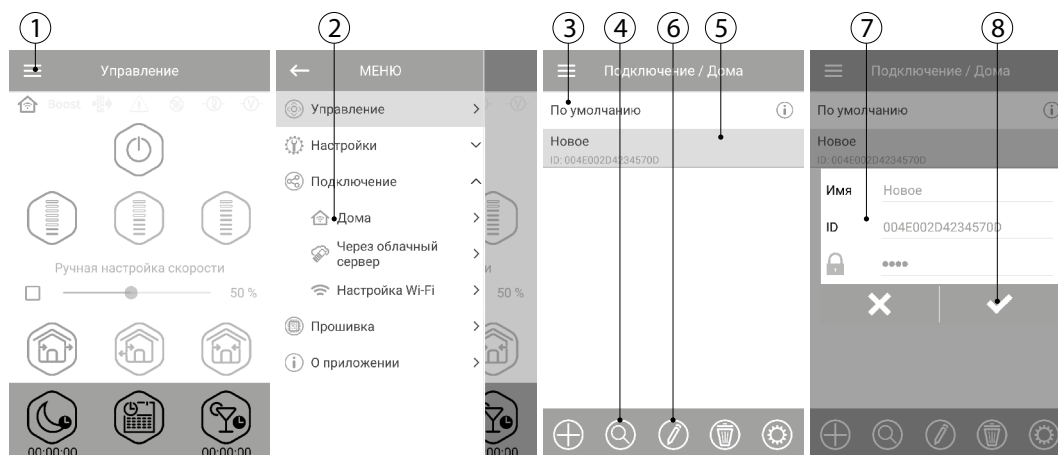 1
2
3
4
6
5
7
8
Управление
Boost
Ручная настройка скорости
50 %
00:00:00
00:00:00
МЕНЮ
Управление
Настройки
Подключение
Дома
Через облачный
сервер
Настройка Wi-Fi
Прошивка
О приложении
и
50 %
00:00
Подключение / Дома
По умолчанию
Новое
ID: 004E002D4234570D
Подключение / Дома
По умолчанию
Новое
ID: 004E002D4234570D
Имя
Новое
ID
004E002D4234570D